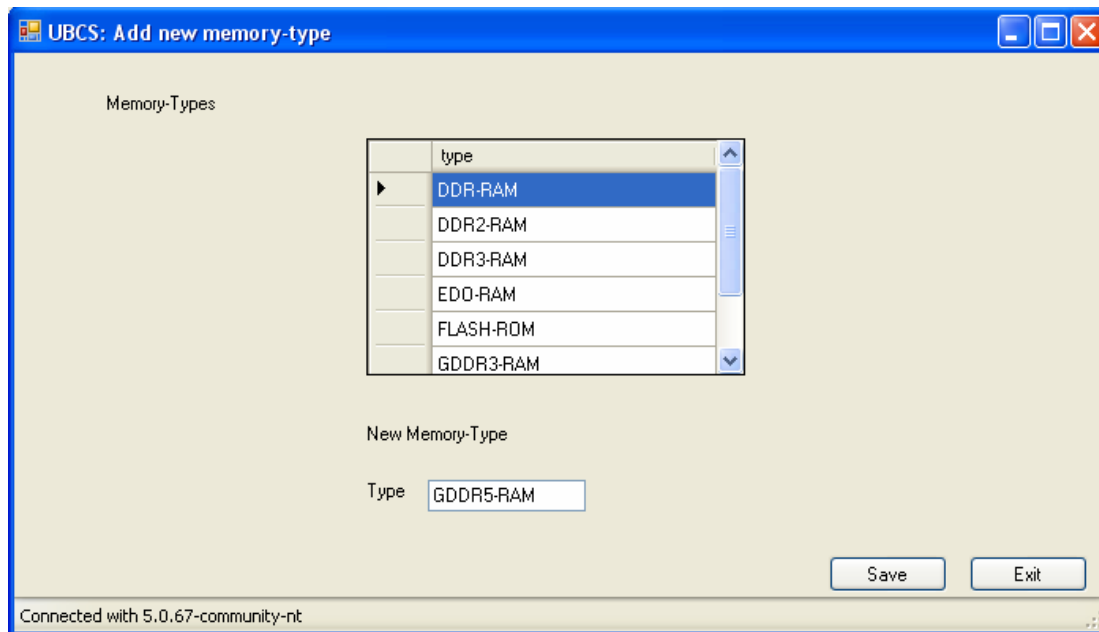 UBCS: Add new memory-type
Memory-Types
type
DDR-RAM
DDR2-RAM
DDR3-RAM
EDO-RAM
FLASH-ROM
GDDR3-RAM
New Memory-Type
Type GDDR5-RAM
Save Exit
Connected with 5.0.67-community-nt